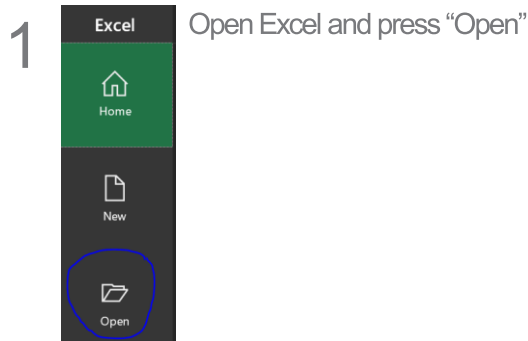 1
Excel
Open Excel and press “Open”
Home
New
Open